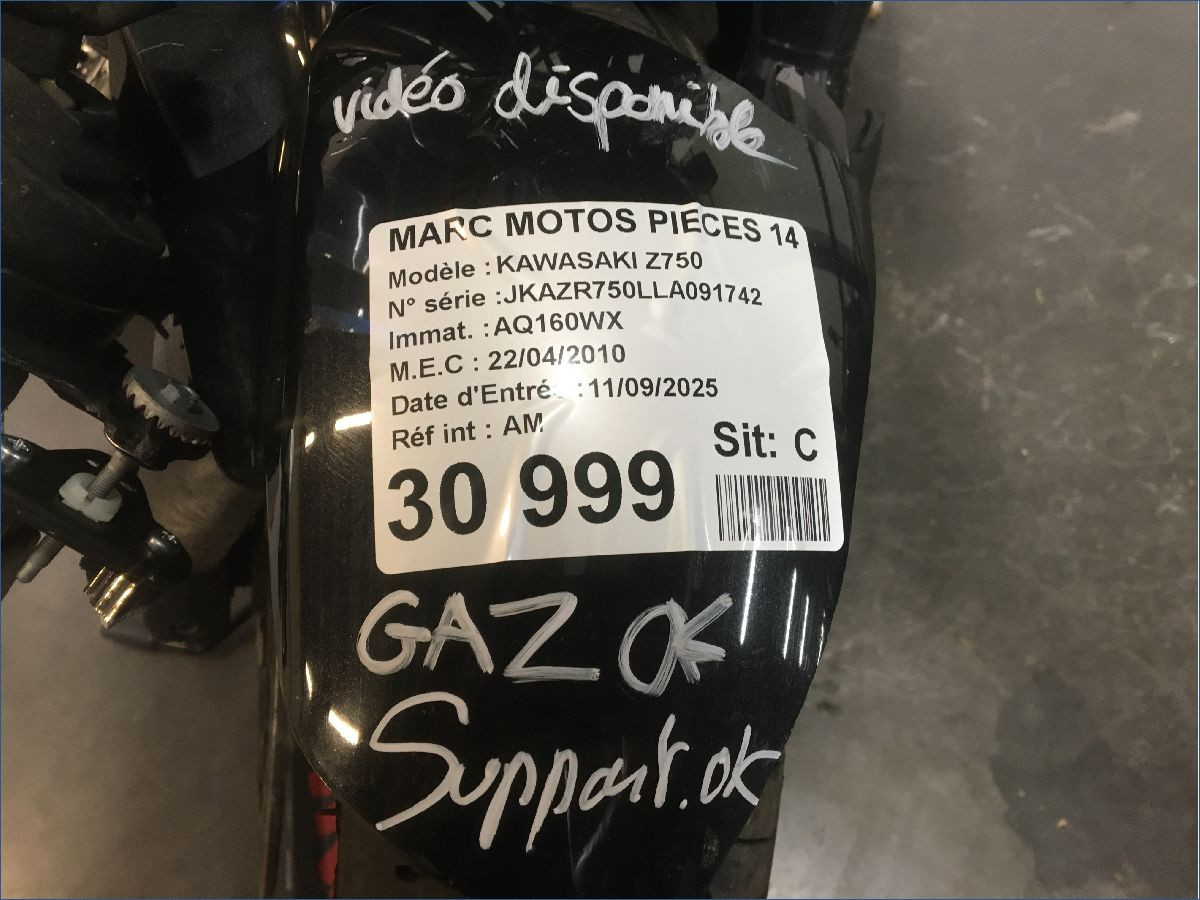 vidéo disponible
MARC MOTOS PIECES 14
Modèle : KAWASAKI Z750
N° série : JKAZR750LLA091742
Immat. : AQ160WX
M.E.C : 22/04/2010
Date d'Entrée : 11/09/2025
Réf int : AM
Sit: C
30 999
GAZ OK
Support. ok